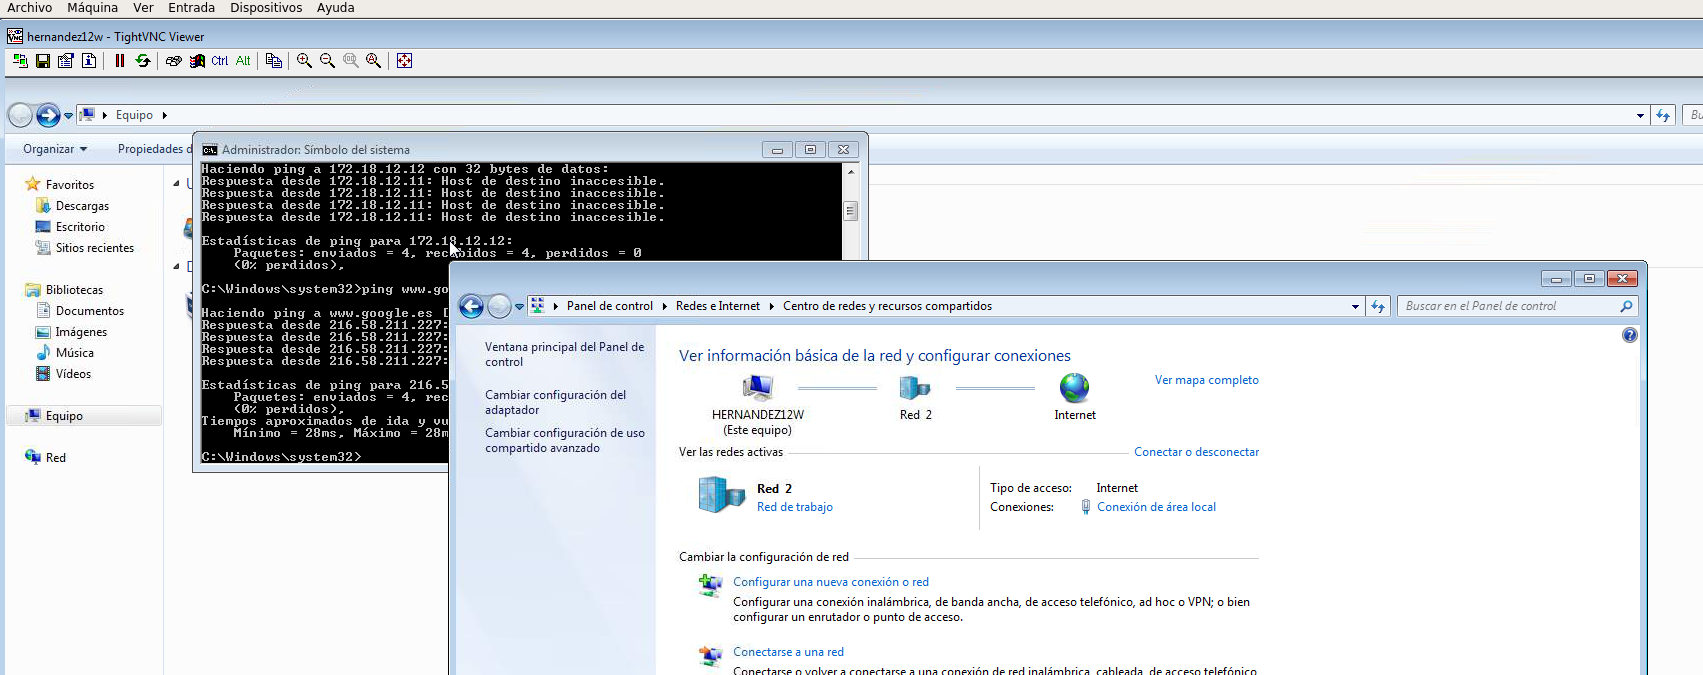 Archivo Máquina Ver Entrada Dispositivos Ayuda
hernandez12w - TightVNC Viewer
Ctrl Alt
Equipo
Organizar Propiedades d
Favoritos
Descargas
Escritorio
Sitios recientes
Bibliotecas
Documentos
Imágenes
Música
Vídeos
Equipo
Red
Administrador: Símbolo del sistema
Haciendo ping a 172.18.12.12 con 32 bytes de datos:
Respuesta desde 172.18.12.11: Host de destino inaccesible.
Respuesta desde 172.18.12.11: Host de destino inaccesible.
Respuesta desde 172.18.12.11: Host de destino inaccesible.
Respuesta desde 172.18.12.11: Host de destino inaccesible.
Estadísticas de ping para 172.18.12.12:
Paquetes: enviados = 4, recibidos = 4, perdidos = 0
(0% perdidos),
C:\Windows\system32>ping www.go
Haciendo ping a www.google.es [
Respuesta desde 216.58.211.227:
Respuesta desde 216.58.211.227:
Respuesta desde 216.58.211.227:
Respuesta desde 216.58.211.227:
Estadísticas de ping para 216.5
Paquetes: enviados = 4, rec
(0% perdidos),
Tiempos aproximados de ida y vu
Mínimo = 28ms, Máximo = 28m
C:\Windows\system32>
Panel de control Redes e Internet Centro de redes y recursos compartidos
Buscar en el Panel de control
Ventana principal del Panel de
control
Cambiar configuración del
adaptador
Cambiar configuración de uso
compartido avanzado
Ver información básica de la red y configurar conexiones
Ver mapa completo
HERNANDEZ12W
(Este equipo)
Red 2
Internet
Ver las redes activas
Conectar o desconectar
Red 2
Red de trabajo
Tipo de acceso: Internet
Conexiones: Conexión de área local
Cambiar la configuración de red
Configurar una nueva conexión o red
Configurar una conexión inalámbrica, de banda ancha, de acceso telefónico, ad hoc o VPN; o bien
configurar un enrutador o punto de acceso.
Conectarse a una red
Conectarse o volver a conectarse a una conexión de red inalámbrica, cableada, de acceso telefónico